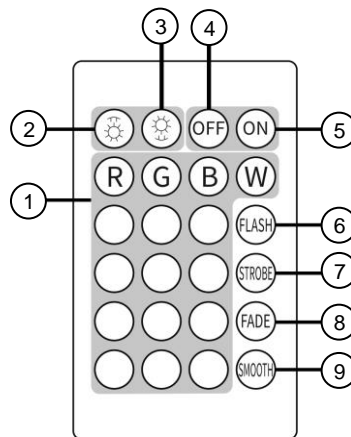 3 4
2 OFF ON 5
R G B W
1
FLASH 6
STROBE 7
FADE 8
SMOOTH 9